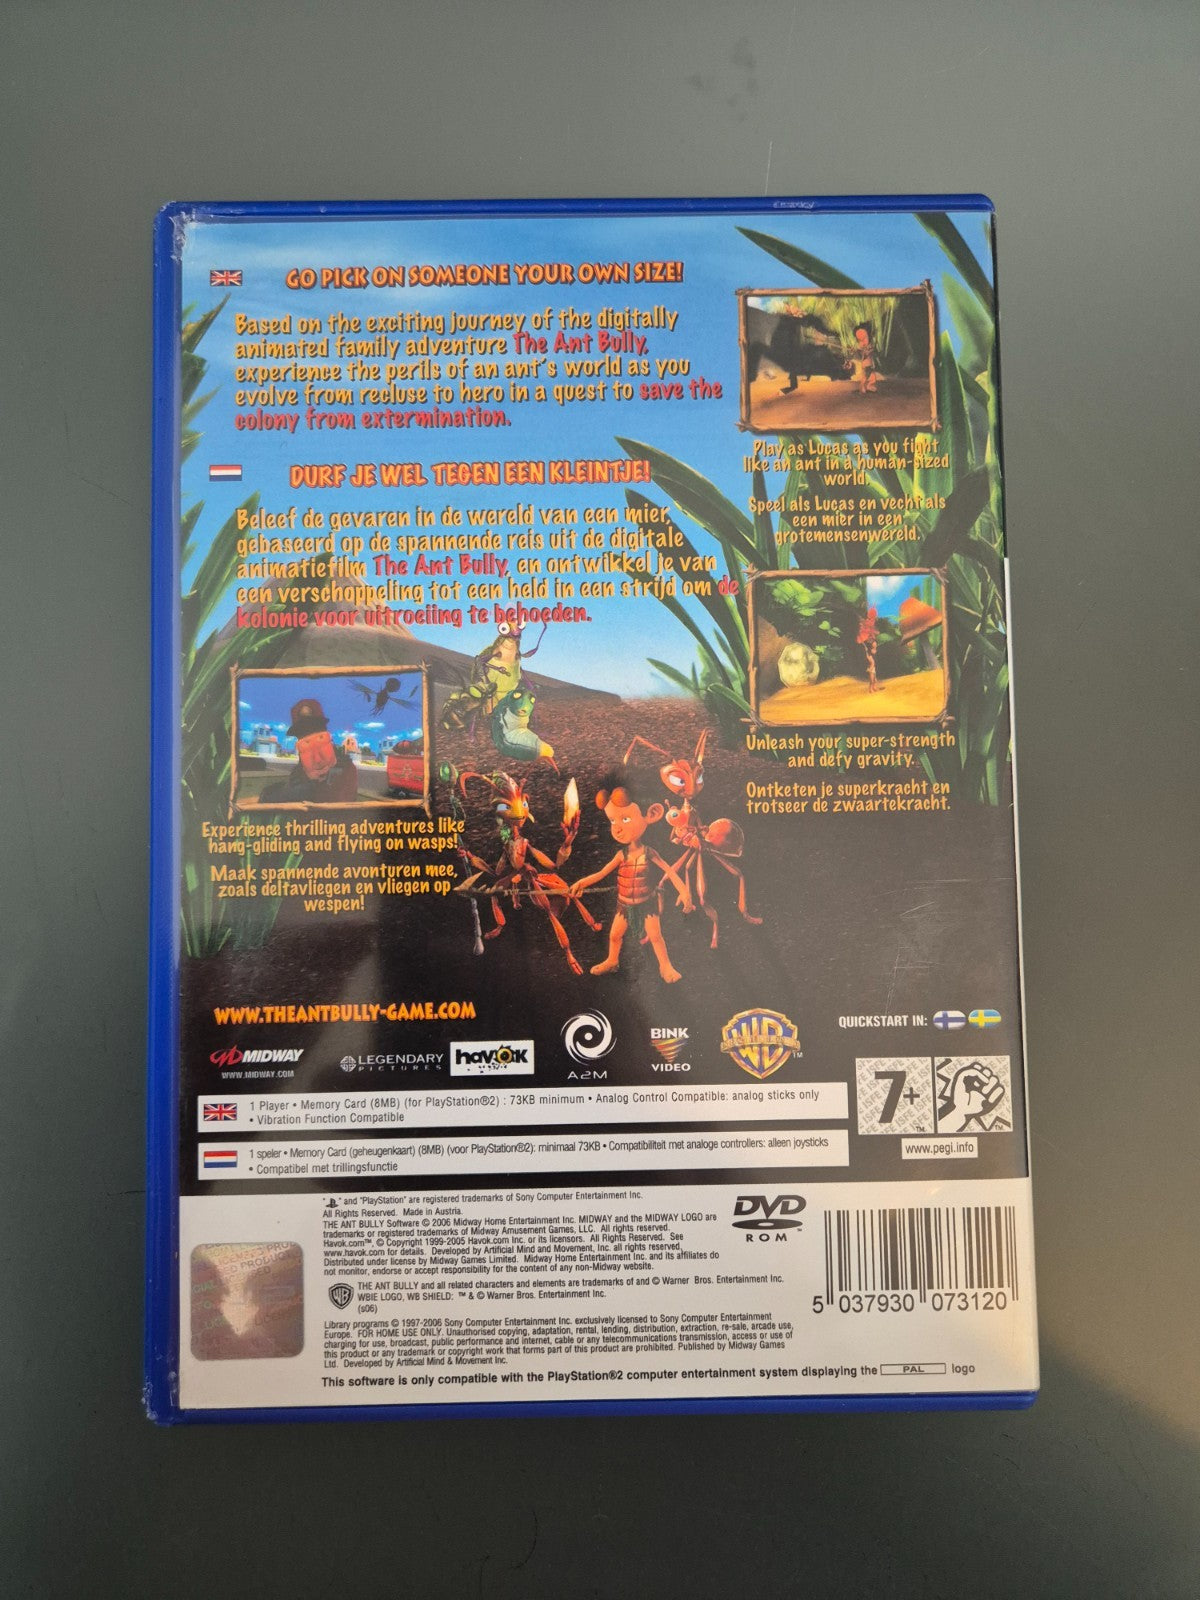 GO PICK ON SOMEONE YOUR OWN SIZE!
Based on the exciting journey of the digitally
animated family adventure The Ant Bully,
experience the perils of an ant's world as you
evolve from recluse to hero in a quest to save the
colony from extermination.
DURF JE WEL TEGEN EEN KLEINTJE!
Beleef de gevaren in de wereld van een mier,
gebaseerd op de spannende reis uit de digitale
animatiefilm The Ant Bully, en ontwikkel je van
een verschoppeling tot een held in een strijd om de
kolonie voor uitroeiing te behoeden.
Play as Lucas as you fight
like an ant in a human-sized
world.
Speel als Lucas en vecht als
een mier in een
grotemensenwereld.
Unleash your super-strength
and defy gravity.
Ontketen je superkracht en
trotseer de zwaartekracht.
Experience thrilling adventures like
hang-gliding and flying on wasps!
Maak spannende avonturen mee,
zoals deltavliegen en vliegen op
wespen!
WWW.THEANTBULLY-GAME.COM
QUICKSTART IN:
MIDWAY
WWW.MIDWAY.COM
LEGENDARY
PICTURES
havok
A2M
BINK
VIDEO
WB
TM
7+
www.pegi.info
1 Player • Memory Card (8MB) (for PlayStation®2) : 73KB minimum • Analog Control Compatible: analog sticks only
• Vibration Function Compatible
1 speler • Memory Card (geheugenkaart) (8MB) (voor PlayStation®2): minimaal 73KB • Compatibiliteit met analoge controllers: alleen joysticks
• Compatibel met trillingsfunctie
" " and "PlayStation" are registered trademarks of Sony Computer Entertainment Inc.
All Rights Reserved. Made in Austria.
THE ANT BULLY Software © 2006 Midway Home Entertainment Inc. MIDWAY and the MIDWAY LOGO are
trademarks or registered trademarks of Midway Amusement Games, LLC. All rights reserved.
Havok.com™, © Copyright 1999-2005 Havok.com Inc. or its licensors. All Rights Reserved. See
www.havok.com for details. Developed by Artificial Mind and Movement, Inc. all rights reserved.
Distributed under license by Midway Games Limited. Midway Home Entertainment Inc. and its affiliates do
not monitor, endorse or accept responsibility for the content of any non-Midway website.
THE ANT BULLY and all related characters and elements are trademarks of and © Warner Bros. Entertainment Inc.
WBIE LOGO, WB SHIELD: ™ & © Warner Bros. Entertainment Inc.
(s06)
Library programs © 1997-2006 Sony Computer Entertainment Inc. exclusively licensed to Sony Computer Entertainment
Europe. FOR HOME USE ONLY. Unauthorised copying, adaptation, rental, lending, distribution, extraction, re-sale, arcade use,
charging for use, broadcast, public performance and internet, cable or any telecommunications transmission, access or use of
this product or any trademark or copyright work that forms part of this product are prohibited. Published by Midway Games
Ltd. Developed by Artificial Mind & Movement Inc.
This software is only compatible with the PlayStation®2 computer entertainment system displaying the PAL logo
DVD
ROM
5 037930 073120